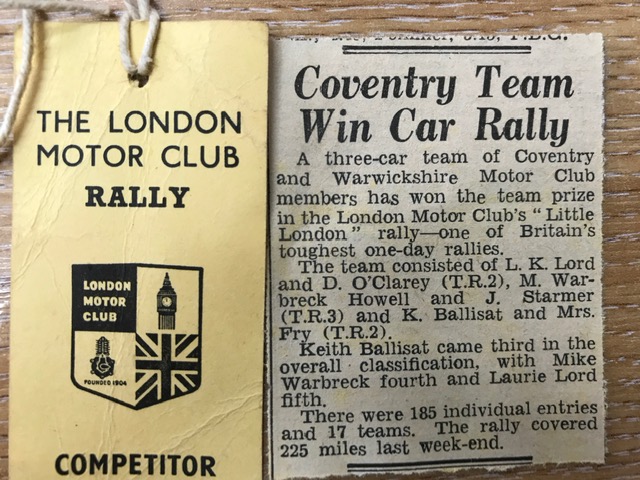 THE LONDON
MOTOR CLUB
RALLY
LONDON
MOTOR
CLUB
FOUNDED 1904
COMPETITOR
Coventry Team
Win Car Rally
A three-car team of Coventry
and Warwickshire Motor Club
members has won the team prize
in the London Motor Club's " Little
London " rally—one of Britain's
toughest one-day rallies.
The team consisted of L. K. Lord
and D. O'Clarey (T.R.2), M. War-
breck Howell and J. Starmer
(T.R.3) and K. Ballisat and Mrs.
Fry (T.R.2).
Keith Ballisat came third in the
overall classification, with Mike
Warbreck fourth and Laurie Lord
fifth.
There were 185 individual entries
and 17 teams. The rally covered
225 miles last week-end.